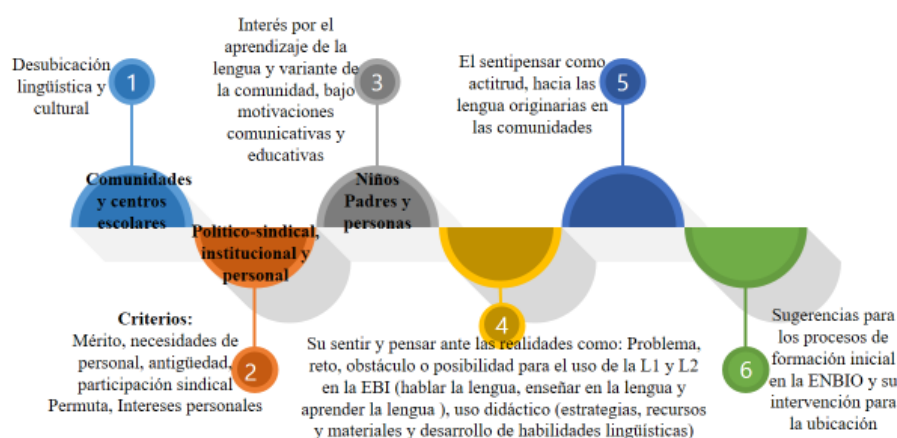 1
Desubicación
lingüística y
cultural
Comunidades
y centros
escolares
Político-sindical,
institucional y
personal
2
Criterios:
Mérito, necesidades de
personal, antigüedad,
participación sindical
Permuta, Intereses personales
3
Interés por el
aprendizaje de la
lengua y variante de
la comunidad, bajo
motivaciones
comunicativas y
educativas
Niños
Padres y
personas
4
Su sentir y pensar ante las realidades como: Problema,
reto, obstáculo o posibilidad para el uso de la L1 y L2
en la EBI (hablar la lengua, enseñar en la lengua y
aprender la lengua ), uso didáctico (estrategias, recursos
y materiales y desarrollo de habilidades lingüísticas)
5
El sentipensar como
actitrud, hacia las
lengua originarias en
las comunidades
6
Sugerencias para
los procesos de
formación inicial
en la ENBIO y su
intervención para
la ubicación